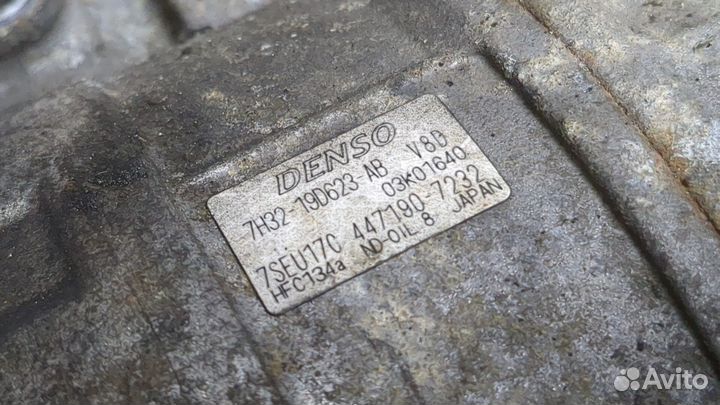 DENSO
7H32 19D623-AB V8D
03K01640
7SEU17C 447190 7232
HFC134a ND-OIL 8 JAPAN
Avito